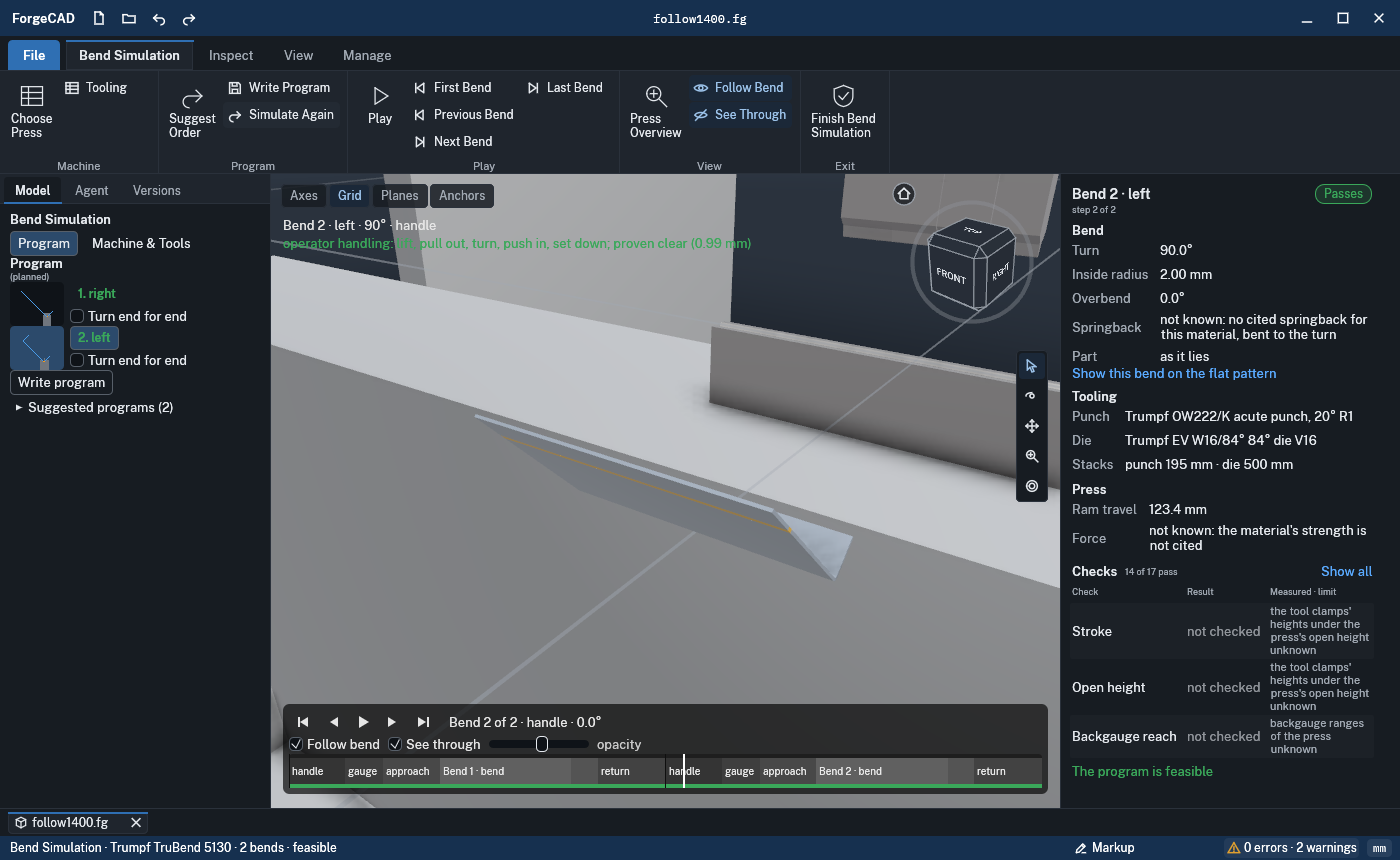 ForgeCAD
follow1400.fg
File
Bend Simulation
Inspect
View
Manage
Choose Press
Tooling
Machine
Suggest Order
Write Program
Simulate Again
Program
Play
First Bend
Previous Bend
Next Bend
Last Bend
Play
Press Overview
Follow Bend
See Through
View
Finish Bend Simulation
Exit
Model
Agent
Versions
Bend Simulation
Program
Machine & Tools
Program
(planned)
1. right
Turn end for end
2. left
Turn end for end
Write program
Suggested programs (2)
Axes
Grid
Planes
Anchors
Bend 2 · left · 90° · handle
operator handling: pull out, turn, push in, set down; proven clear (0.99 mm)
TOP
FRONT
RIGHT
Bend 2 of 2 · handle · 0.0°
Follow bend
See through
opacity
handle
gauge
approach
Bend 1 · bend
return
handle
gauge
approach
Bend 2 · bend
return
Bend 2 · left
Passes
step 2 of 2
Bend
Turn 90.0°
Inside radius 2.00 mm
Overbend 0.0°
Springback not known: no cited springback for this material, bent to the turn
Part as it lies
Show this bend on the flat pattern
Tooling
Punch Trumpf OW222/K acute punch, 20° R1
Die Trumpf EV W16/84° 84° die V16
Stacks punch 195 mm · die 500 mm
Press
Ram travel 123.4 mm
Force not known: the material's strength is not cited
Checks 14 of 17 pass Show all
Check Result Measured · limit
Stroke not checked the tool clamps' heights under the press's open height unknown
Open height not checked the tool clamps' heights under the press's open height unknown
Backgauge reach not checked backgauge ranges of the press unknown
The program is feasible
follow1400.fg
Bend Simulation · Trumpf TruBend 5130 · 2 bends · feasible
Markup
0 errors · 2 warnings
mm